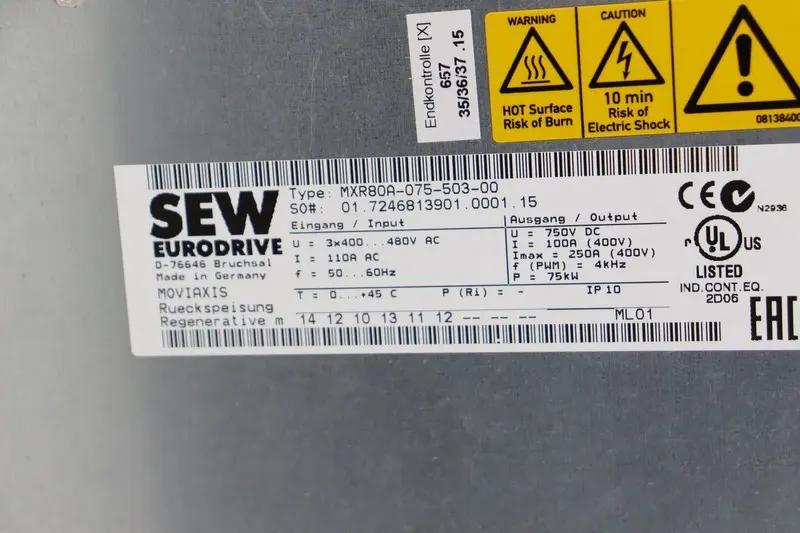 Endkontrolle [X]
657
35/36/37 .15
WARNING
HOT Surface
Risk of Burn
CAUTION
10 min
Risk of
Electric Shock
08138400
SEW
EURODRIVE
D-76646 Bruchsal
Made in Germany
MOVIAXIS
Rueckspeisung
Regenerative m
Type: MXR80A-075-503-00
SO#: 01.7246813901.0001.15
Eingang / Input
U = 3x400...480V AC
I = 110A AC
f = 50...60Hz
Ausgang / Output
U = 750V DC
I = 100A (400V)
Imax = 250A (400V)
f (PWM) = 4kHz
P = 75kW
T = 0...+45 C P (Ri) = - IP10
14 12 10 13 11 12 -- -- -- -- ML01
CE
N2936
UL US
LISTED
IND.CONT.EQ.
2D06
EAC